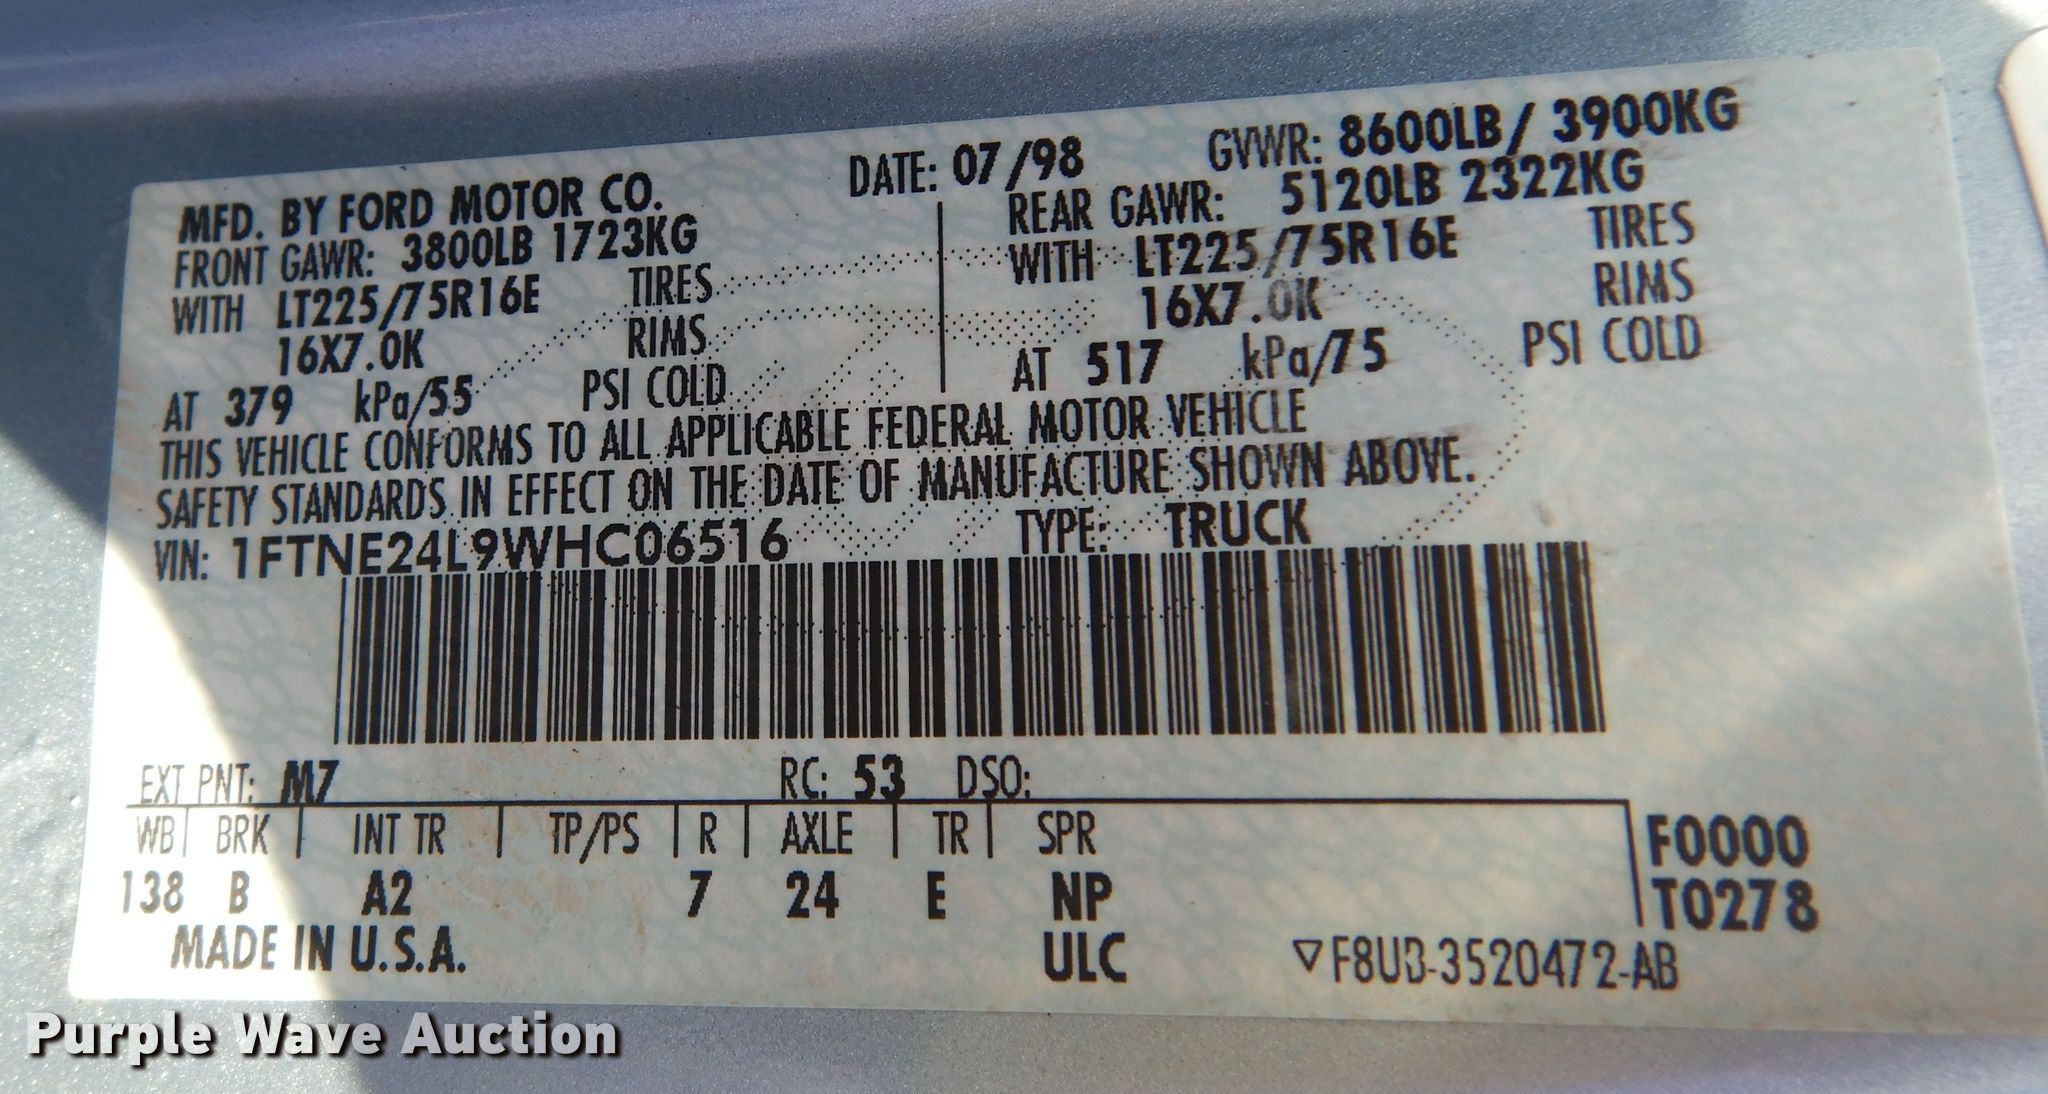 MFD. BY FORD MOTOR CO. DATE: 07/98 GVWR: 8600LB/ 3900KG
FRONT GAWR: 3800LB 1723KG REAR GAWR: 5120LB 2322KG
WITH LT225/75R16E TIRES WITH LT225/75R16E TIRES
16X7.0K RIMS 16X7.0K RIMS
AT 379 kPa/55 PSI COLD AT 517 kPa/75 PSI COLD
THIS VEHICLE CONFORMS TO ALL APPLICABLE FEDERAL MOTOR VEHICLE
SAFETY STANDARDS IN EFFECT ON THE DATE OF MANUFACTURE SHOWN ABOVE.
VIN: 1FTNE24L9WHC06516 TYPE: TRUCK
EXT PNT: M7 RC: 53 DSO:
WB BRK INT TR TP/PS R AXLE TR SPR F0000
138 B A2 7 24 E NP T0278
MADE IN U.S.A. ULC ▽F8UB-3520472-AB
Purple Wave Auction